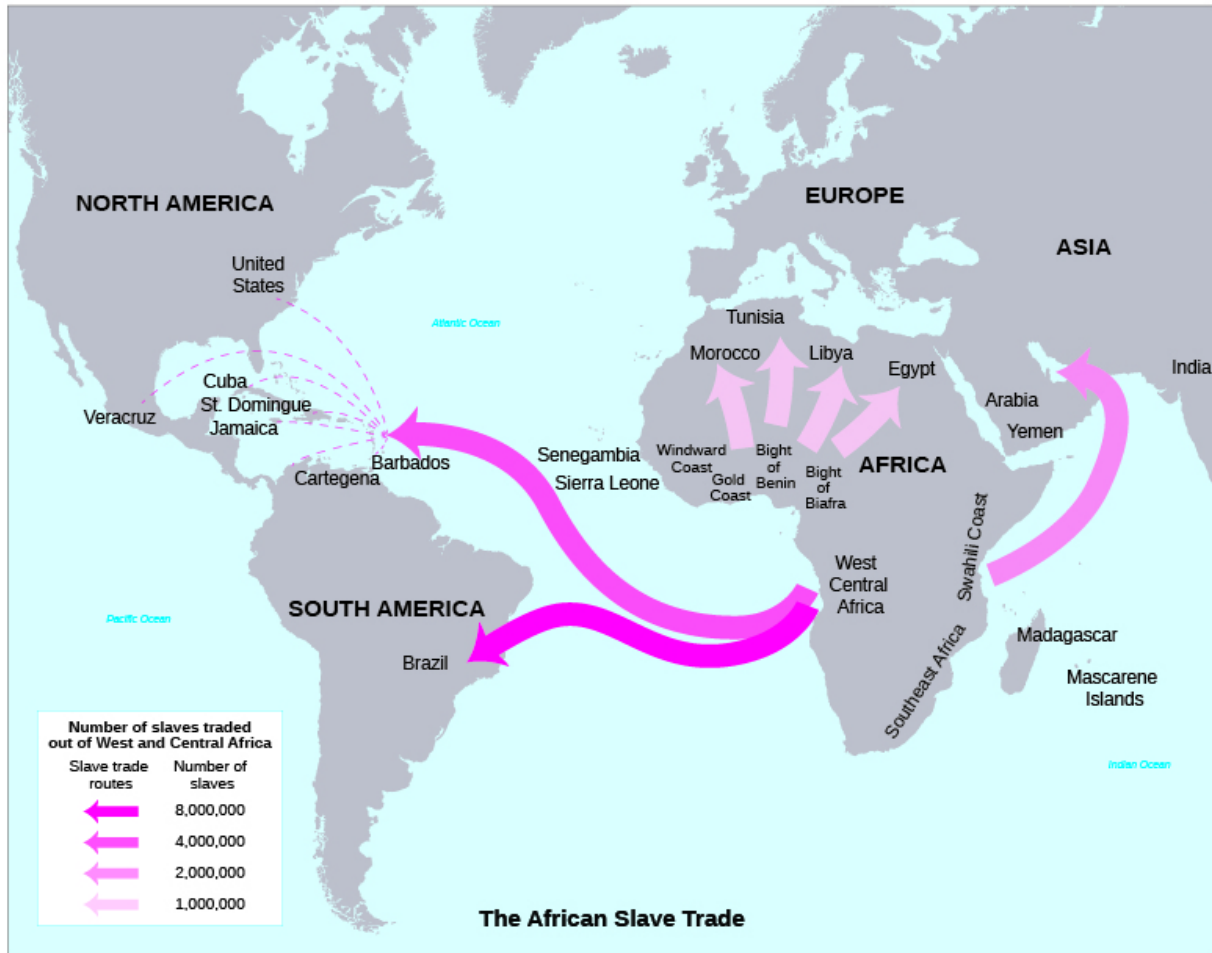 NORTH AMERICA
United
States
Atlantic Ocean
Cuba
St. Domingue
Jamaica
Veracruz
Barbados
Cartegena
EUROPE
ASIA
Tunisia
Morocco
Libya
Egypt
India
Arabia
Yemen
Senegambia
Sierra Leone
Windward
Coast
Gold
Coast
Bight
of
Benin
Bight
of
Biafra
AFRICA
Swahili Coast
West
Central
Africa
SOUTH AMERICA
Brazil
Pacific Ocean
Southeast Africa
Madagascar
Mascarene
Islands
Indian Ocean
Number of slaves traded
out of West and Central Africa
Slave trade
routes
Number of
slaves
8,000,000
4,000,000
2,000,000
1,000,000
The African Slave Trade